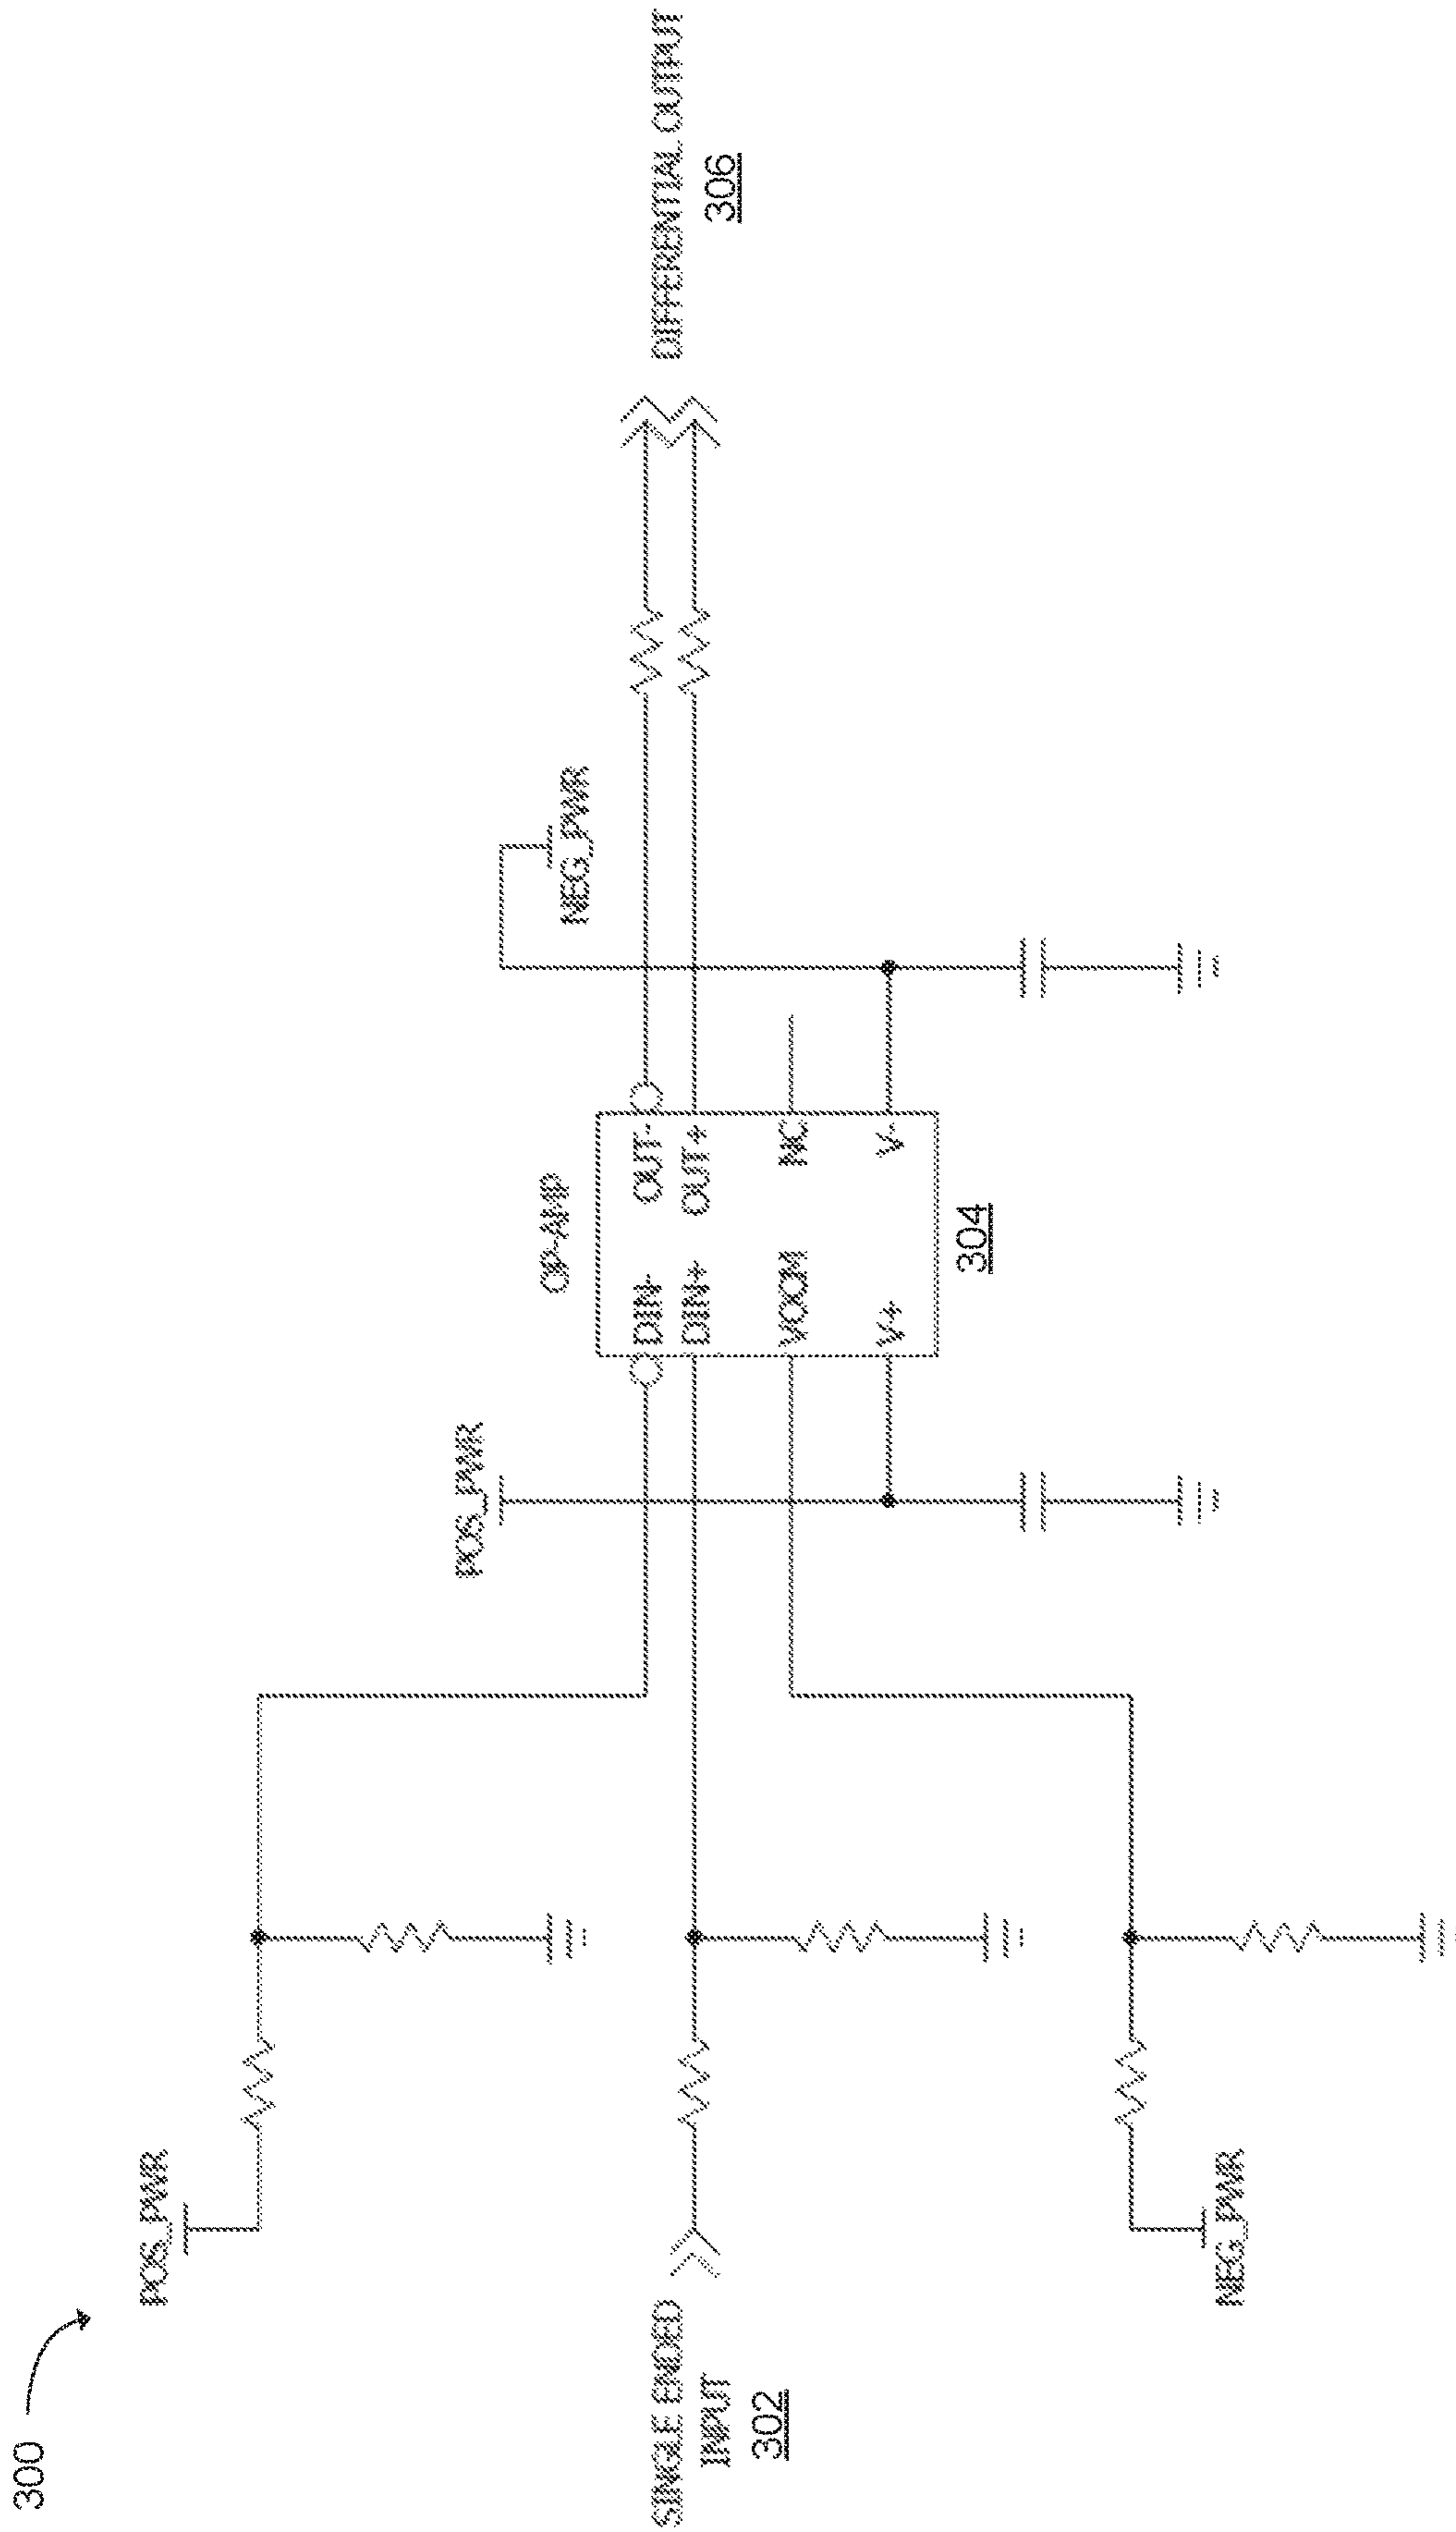 300
POS_PWR
SINGLE ENDED
INPUT
302
NEG_PWR
POS_PWR
OP-AMP
DIN- OUT-
DIN+ OUT+
VOCM NC
V+ V-
304
NEG_PWR
DIFFERENTIAL OUTPUT
306